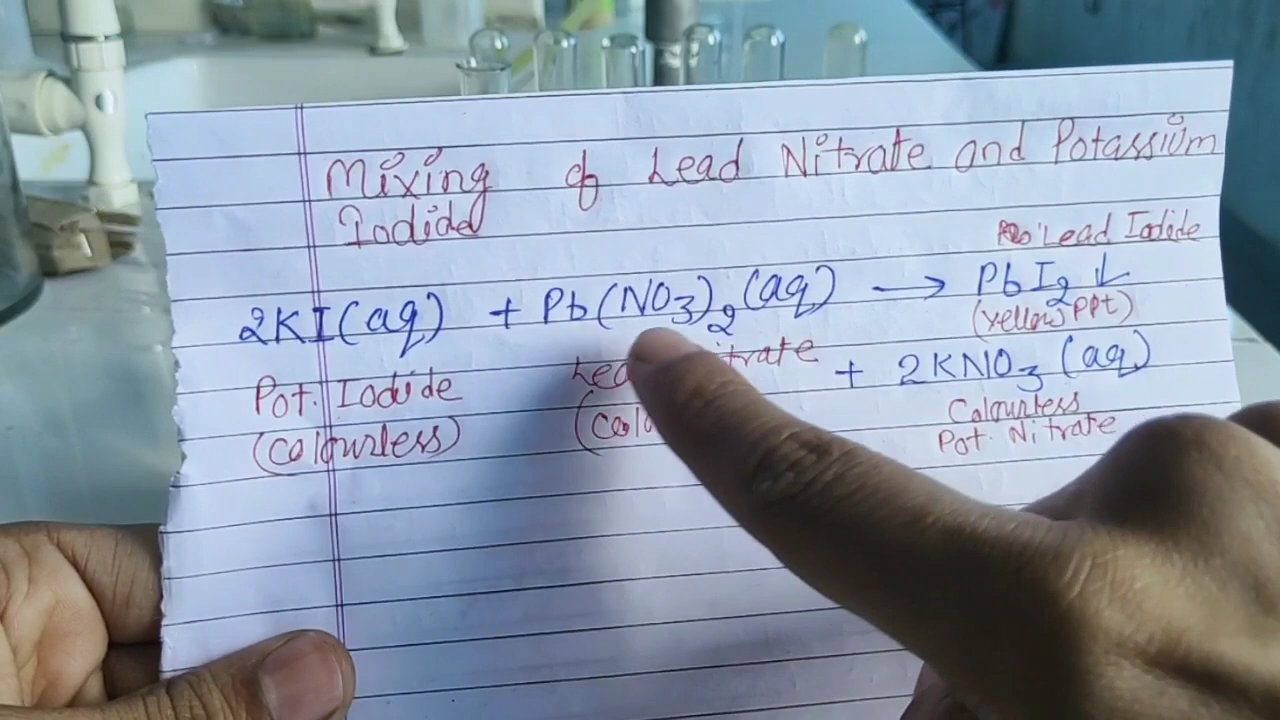 Mixing of Lead Nitrate and Potassium
Iodide
Lead Iodide
2KI(aq) + Pb(NO3)2(aq) → PbI2↓
(Yellow PPt)
+ 2KNO3 (aq)
Pot. Iodide
(Colourless)
Colourless
Pot. Nitrate